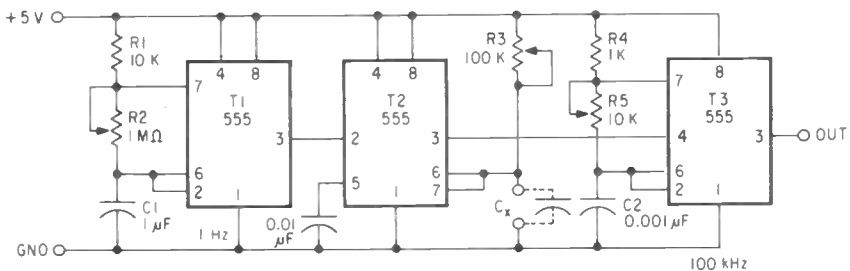 +5V
R1
10 K
R2
1 MΩ
C1
1 μF
GND
4
8
7
T1
555
3
6
2
1
1 Hz
0.01
μF
4
8
T2
555
2
3
5
6
7
1
R3
100 K
Cx
R4
1K
R5
10 K
C2
0.001μF
8
7
T3
555
4
3
OUT
6
2
1
100 kHz